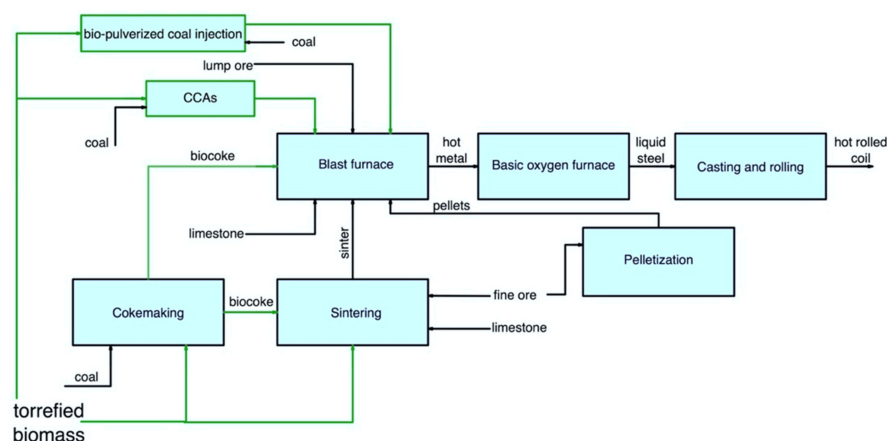 bio-pulverized coal injection
coal
lump ore
CCAs
coal
biocoke
Blast furnace
hot
metal
Basic oxygen furnace
liquid
steel
Casting and rolling
hot rolled
coil
pellets
limestone
sinter
Pelletization
Cokemaking
biocoke
Sintering
fine ore
limestone
coal
torrefied
biomass